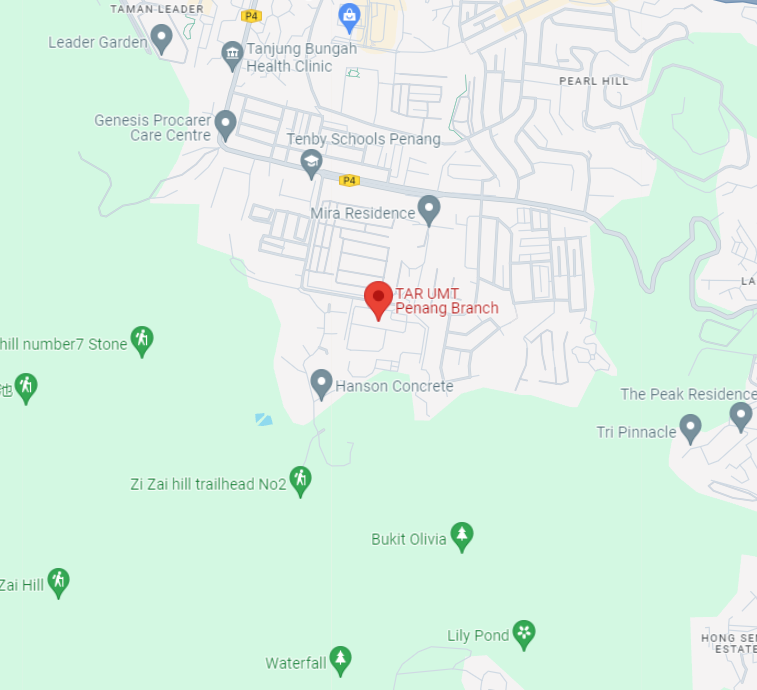 TAMAN LEADER
P4
Leader Garden
Tanjung Bungah
Health Clinic
PEARL HILL
Genesis Procarer
Care Centre
Tenby Schools Penang
P4
Mira Residence
LA
TAR UMT
Penang Branch
hill number7 Stone
池
Hanson Concrete
The Peak Residence
Tri Pinnacle
Zi Zai hill trailhead No2
Bukit Olivia
Zai Hill
Lily Pond
HONG SE
ESTATE
Waterfall